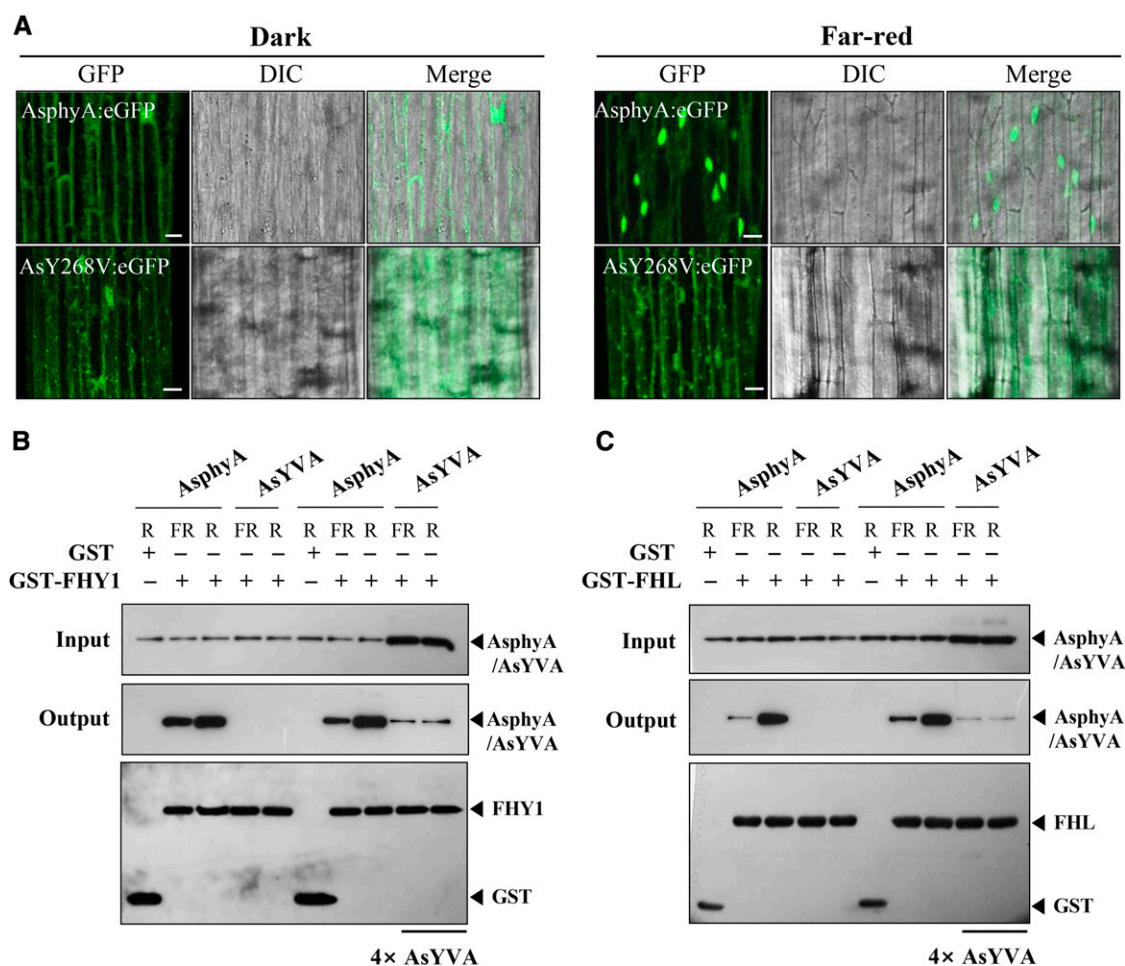 A
Dark
Far-red
GFP DIC Merge
GFP DIC Merge
AsphyA:eGFP
AsphyA:eGFP
AsY268V:eGFP
AsY268V:eGFP
B
AsphyA AsYVA AsphyA AsYVA
R FR R FR R R FR R FR R
GST + – – – – + – – – –
GST-FHY1 – + + + + – + + + +
Input
AsphyA
/AsYVA
Output
AsphyA
/AsYVA
FHY1
GST
4× AsYVA
C
AsphyA AsYVA AsphyA AsYVA
R FR R FR R R FR R FR R
GST + – – – – + – – – –
GST-FHL – + + + + – + + + +
Input
AsphyA
/AsYVA
Output
AsphyA
/AsYVA
FHL
GST
4× AsYVA